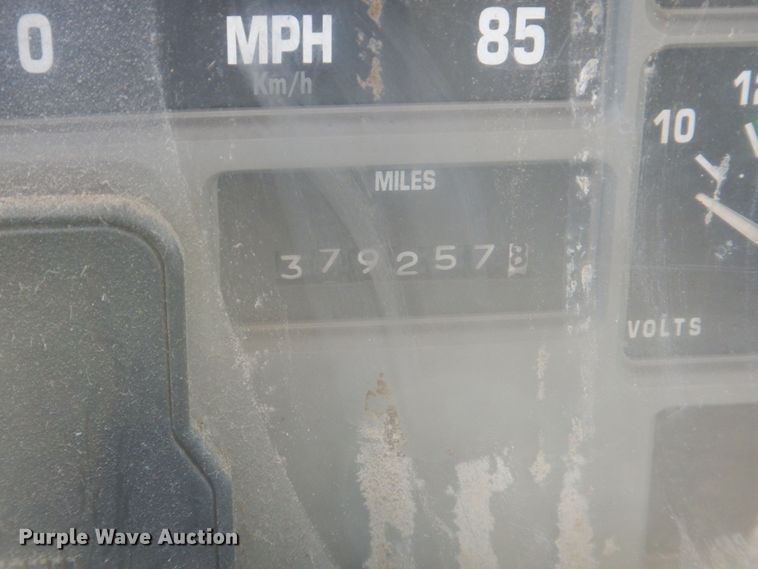 0 MPH 85
Km/h
10 12
MILES
3792578
VOLTS
Purple Wave Auction